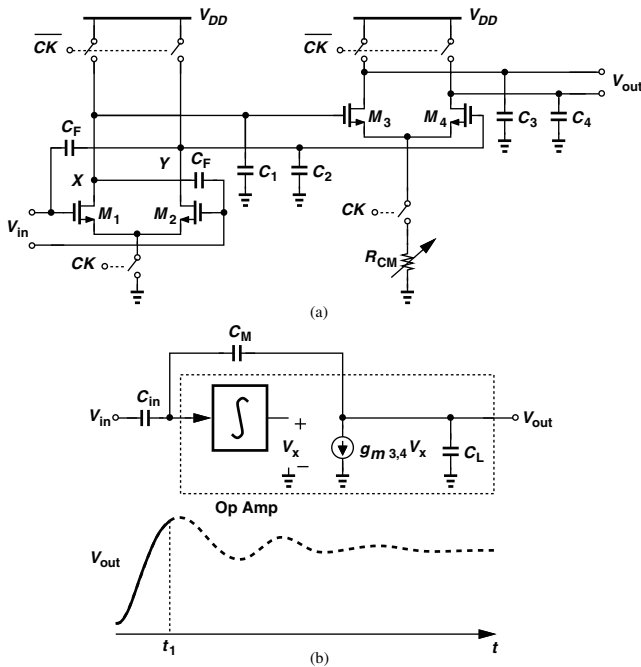 V_DD V_DD
CK CK
V_out
C_F M_3 M_4 C_3 C_4
Y C_F C_1 C_2
X
V_in M_1 M_2 CK
CK R_CM
(a)
C_M
C_in
V_in + V_out
∫ V_x g_m 3,4 V_x C_L
–
Op Amp
V_out
t_1 t
(b)